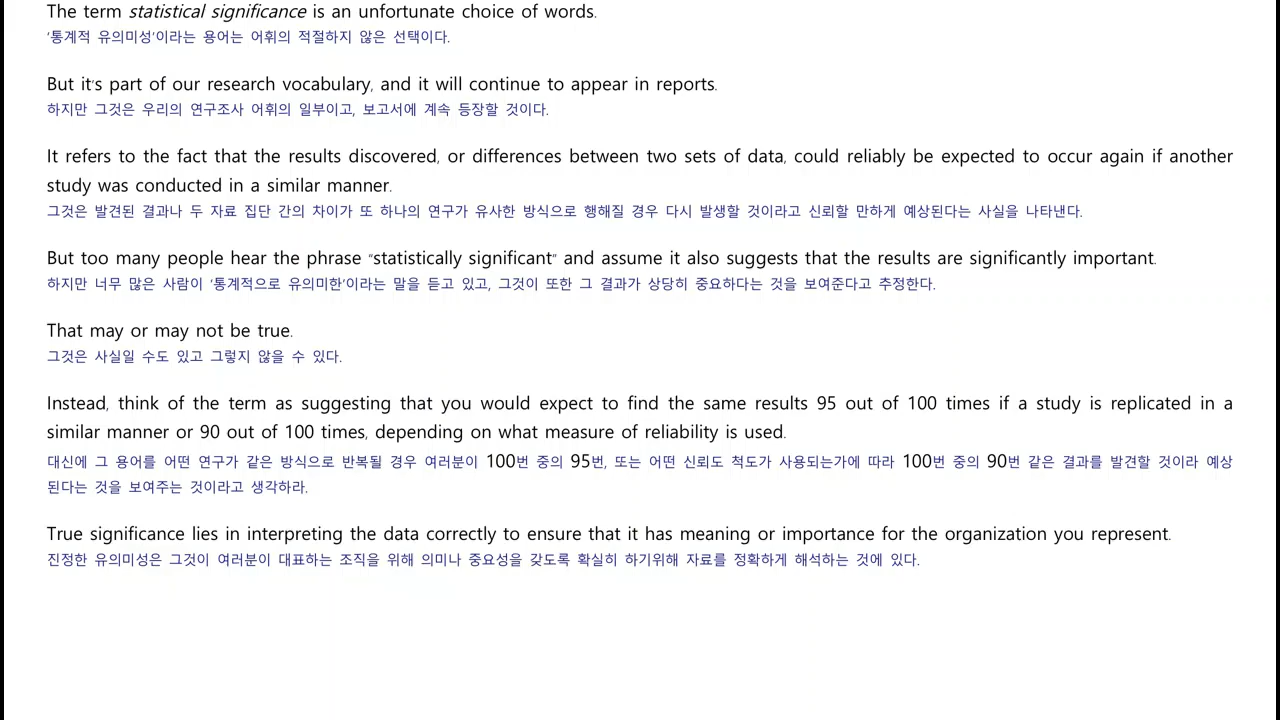 The term statistical significance is an unfortunate choice of words.
‘통계적 유의미성’이라는 용어는 어휘의 적절하지 않은 선택이다.
But it's part of our research vocabulary, and it will continue to appear in reports.
하지만 그것은 우리의 연구조사 어휘의 일부이고, 보고서에 계속 등장할 것이다.
It refers to the fact that the results discovered, or differences between two sets of data, could reliably be expected to occur again if another
study was conducted in a similar manner.
그것은 발견된 결과나 두 자료 집단 간의 차이가 또 하나의 연구가 유사한 방식으로 행해질 경우 다시 발생할 것이라고 신뢰할 만하게 예상된다는 사실을 나타낸다.
But too many people hear the phrase “statistically significant” and assume it also suggests that the results are significantly important.
하지만 너무 많은 사람이 ‘통계적으로 유의미한’이라는 말을 듣고 있고, 그것이 또한 그 결과가 상당히 중요하다는 것을 보여준다고 추정한다.
That may or may not be true.
그것은 사실일 수도 있고 그렇지 않을 수 있다.
Instead, think of the term as suggesting that you would expect to find the same results 95 out of 100 times if a study is replicated in a
similar manner or 90 out of 100 times, depending on what measure of reliability is used.
대신에 그 용어를 어떤 연구가 같은 방식으로 반복될 경우 여러분이 100번 중의 95번, 또는 어떤 신뢰도 척도가 사용되는가에 따라 100번 중의 90번 같은 결과를 발견할 것이라 예상
된다는 것을 보여주는 것이라고 생각하라.
True significance lies in interpreting the data correctly to ensure that it has meaning or importance for the organization you represent.
진정한 유의미성은 그것이 여러분이 대표하는 조직을 위해 의미나 중요성을 갖도록 확실히 하기위해 자료를 정확하게 해석하는 것에 있다.